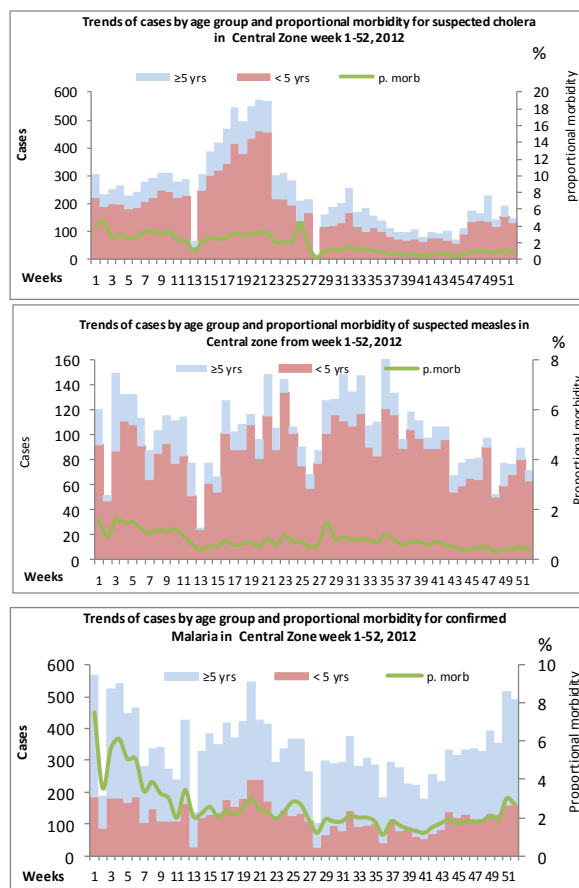 Trends of cases by age group and proportional morbidity for suspected cholera
in Central Zone week 1-52, 2012
%
≥5 yrs < 5 yrs p. morb
600 500 400 300 200 100 0
Cases
20 18 16 14 12 10 8 6 4 2 0
proportional morbidity
Weeks 1 3 5 7 9 11 13 15 17 19 21 23 25 27 29 31 33 35 37 39 41 43 45 47 49 51
Trends of cases by age group and proportional morbidity of suspected measles in
Central zone from week 1-52, 2012
%
≥5 yrs < 5 yrs p.morb
160 140 120 100 80 60 40 20 0
Cases
8 6 4 2 0
Proportional morbidity
Weeks 1 3 5 7 9 11 13 15 17 19 21 23 25 27 29 31 33 35 37 39 41 43 45 47 49 51
Trends of cases by age group and proportional morbidity for confirmed
Malaria in Central Zone week 1-52, 2012
%
≥5 yrs < 5 yrs p. morb
600 500 400 300 200 100 0
Cases
10 8 6 4 2 0
Proportional morbidity
Weeks 1 3 5 7 9 11 13 15 17 19 21 23 25 27 29 31 33 35 37 39 41 43 45 47 49 51